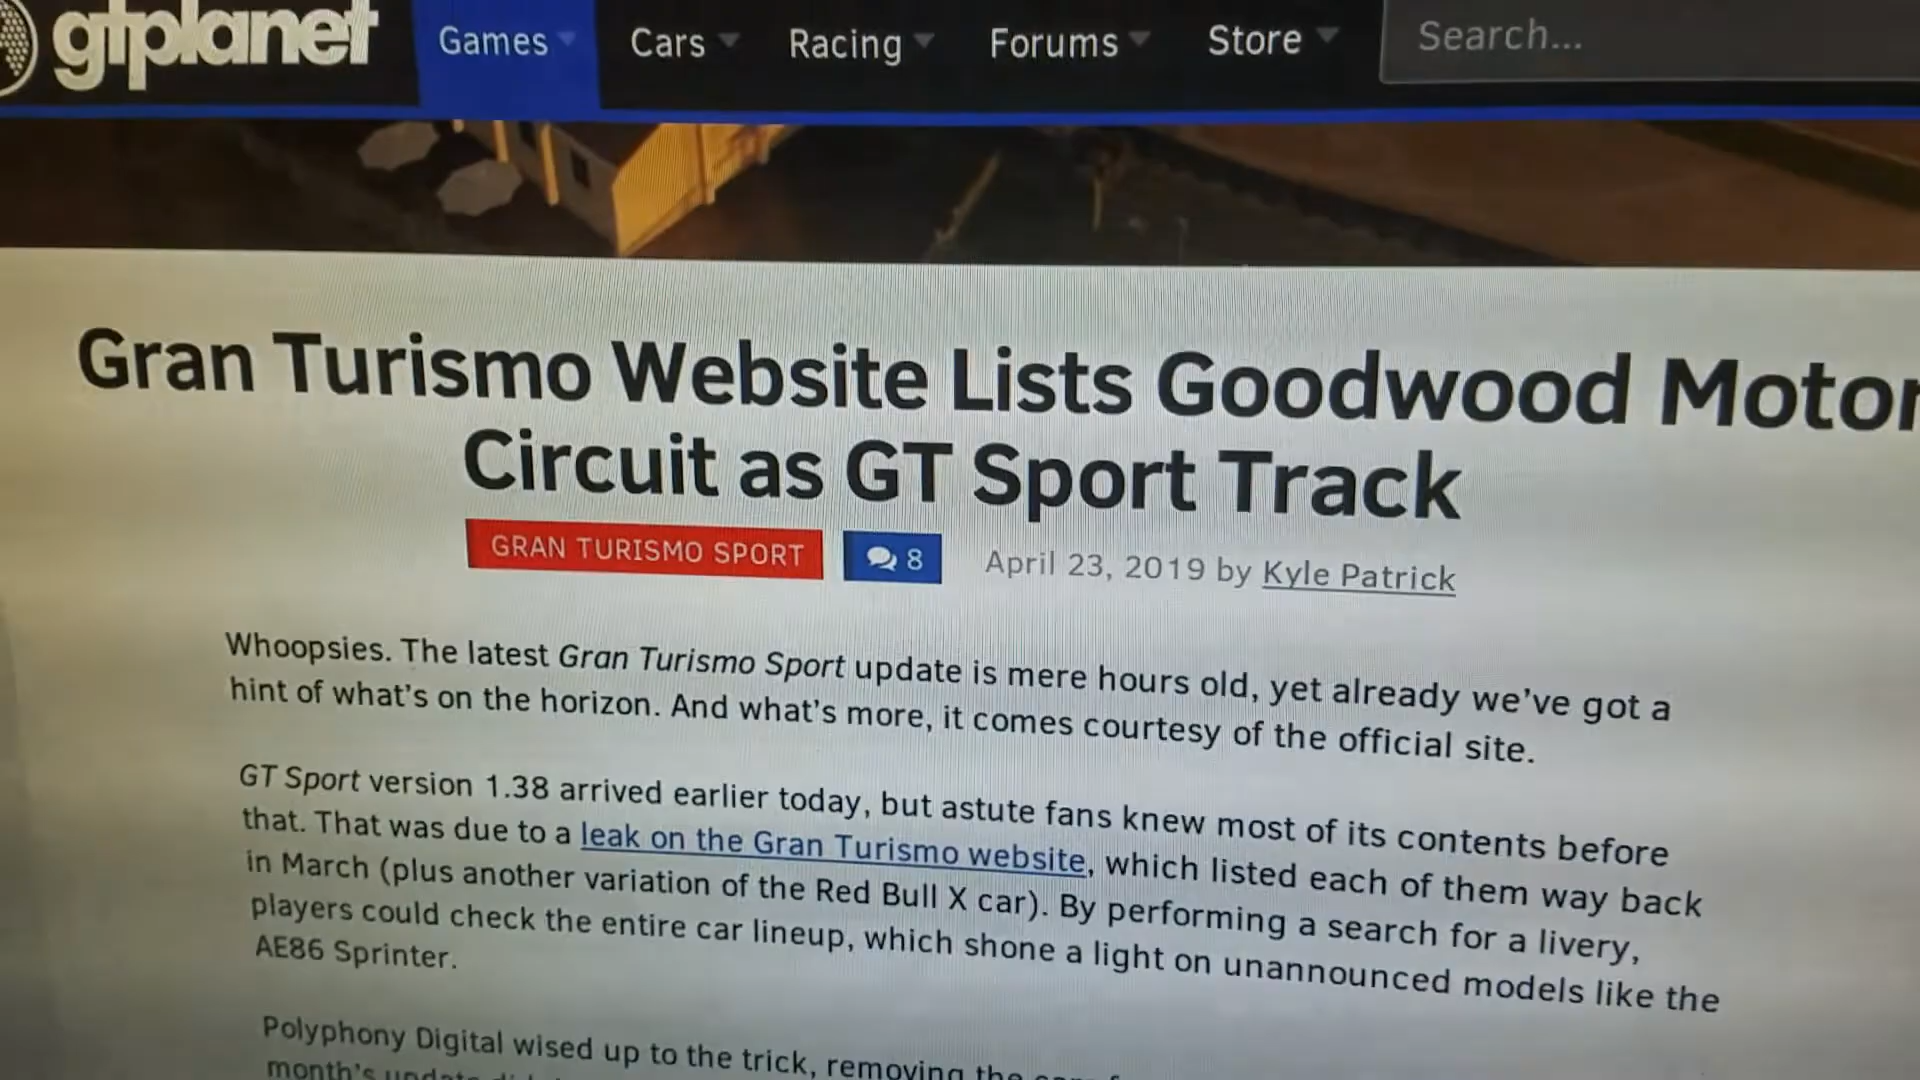 gtplanet Games Cars Racing Forums Store Search...
Gran Turismo Website Lists Goodwood Motor
Circuit as GT Sport Track
GRAN TURISMO SPORT 8 April 23, 2019 by Kyle Patrick
Whoopsies. The latest Gran Turismo Sport update is mere hours old, yet already we've got a
hint of what's on the horizon. And what's more, it comes courtesy of the official site.
GT Sport version 1.38 arrived earlier today, but astute fans knew most of its contents before
that. That was due to a leak on the Gran Turismo website, which listed each of them way back
in March (plus another variation of the Red Bull X car). By performing a search for a livery,
players could check the entire car lineup, which shone a light on unannounced models like the
AE86 Sprinter.
Polyphony Digital wised up to the trick, removing the
month's